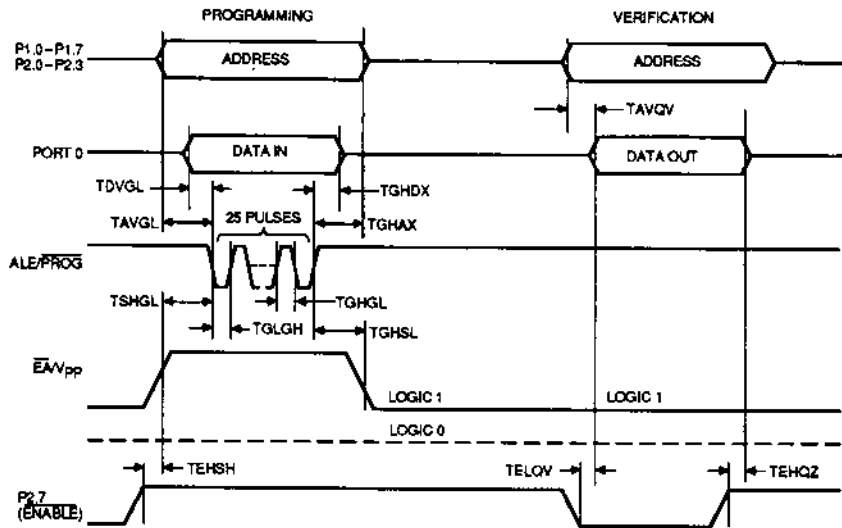 PROGRAMMING VERIFICATION
P1.0–P1.7
P2.0–P2.3
ADDRESS ADDRESS
TAVQV
PORT 0
DATA IN DATA OUT
TDVGL TGHDX
TAVGL 25 PULSES TGHAX
ALE/PROG
TSHGL TGHGL
TGLGH TGHSL
EA/VPP
LOGIC 1 LOGIC 1
LOGIC 0
TEHSH TELQV TEHQZ
P2.7
(ENABLE)